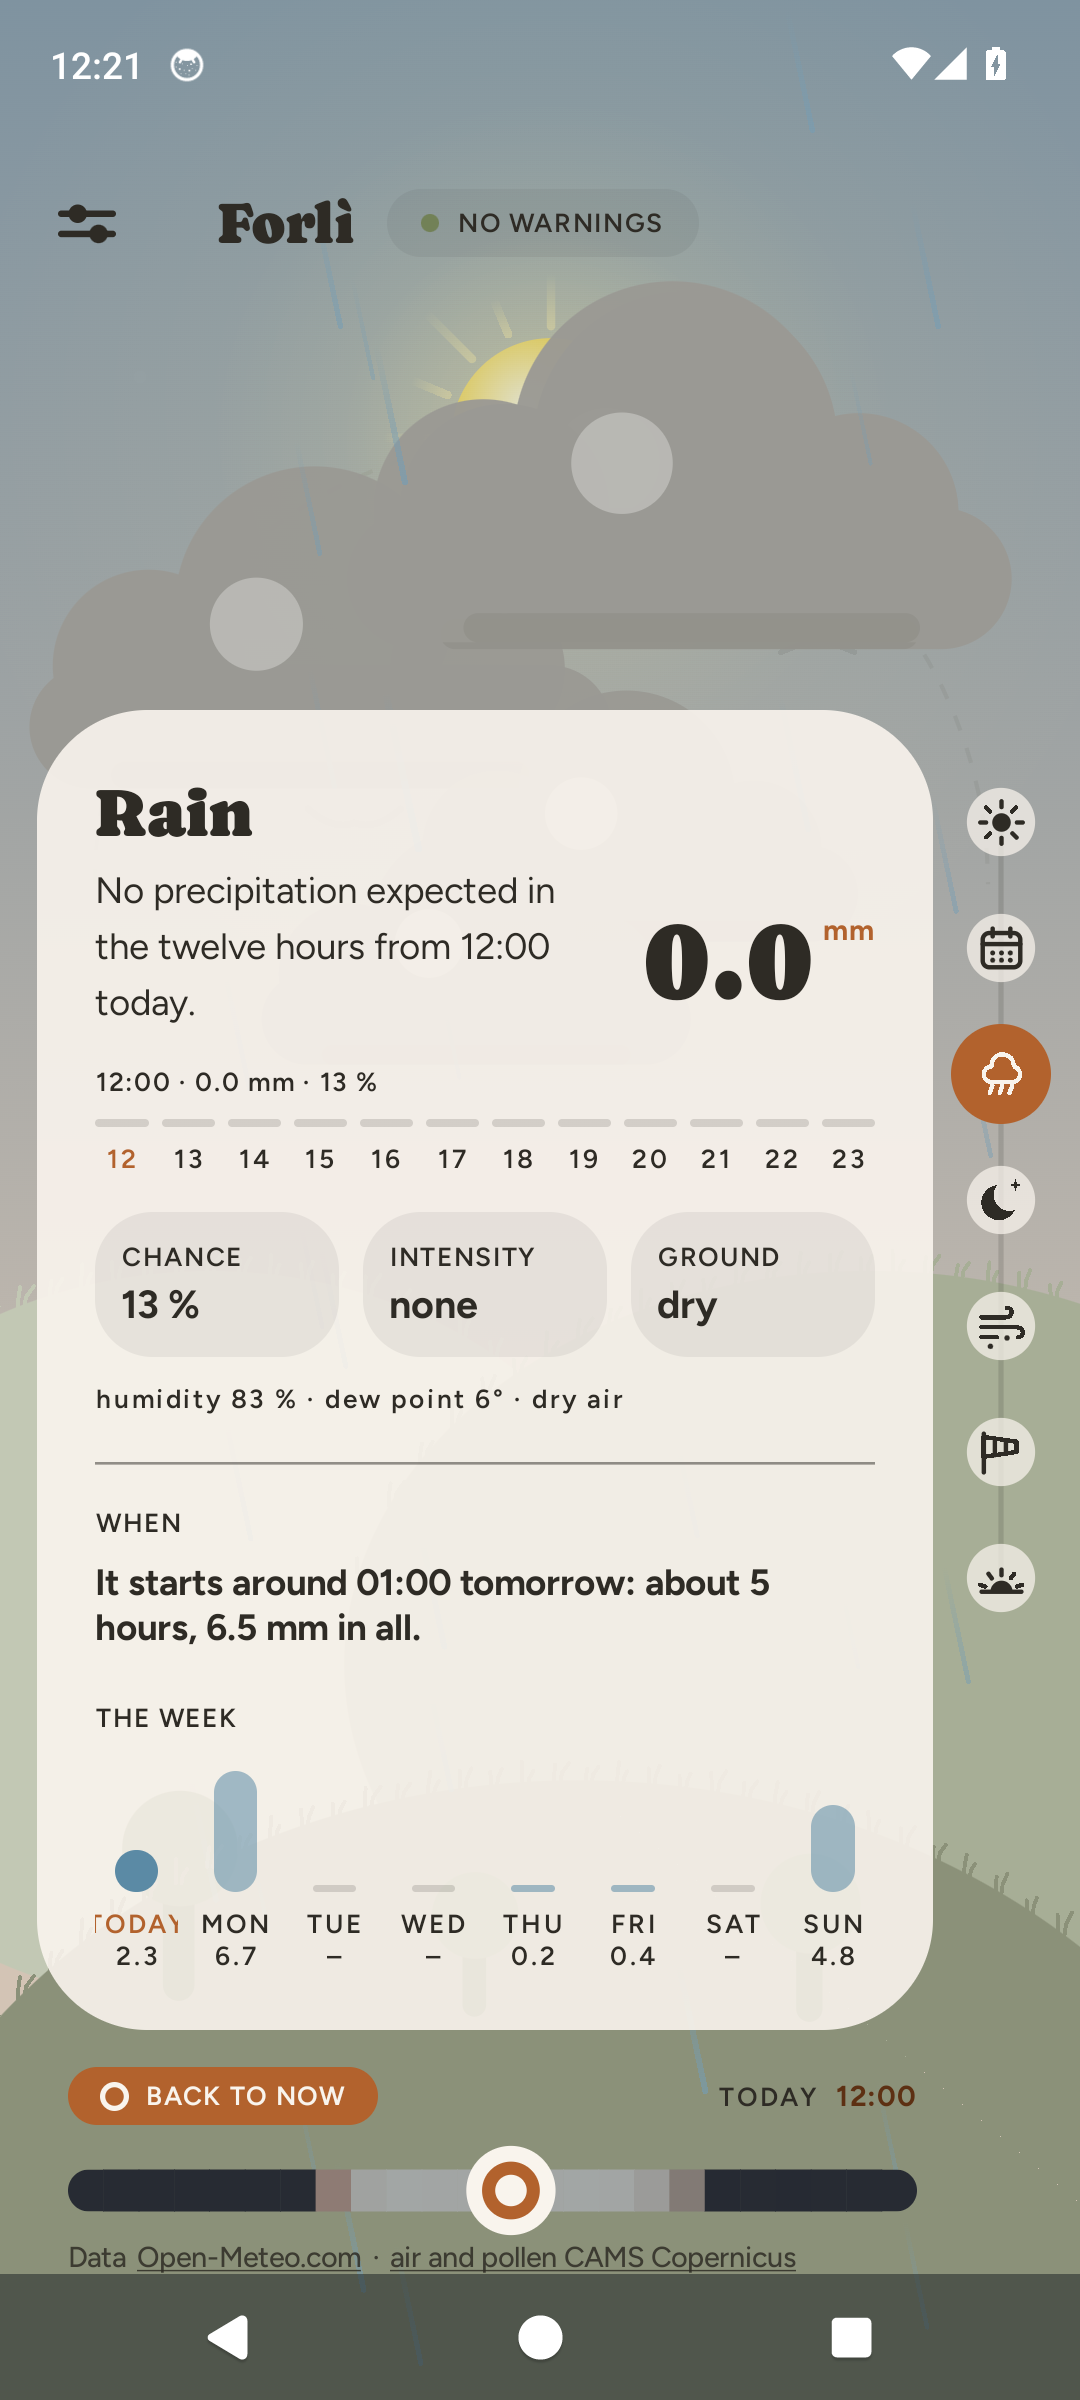 12:21
Forlì
NO WARNINGS
Rain
No precipitation expected in
the twelve hours from 12:00
today.
0.0 mm
12:00 · 0.0 mm · 13 %
12 13 14 15 16 17 18 19 20 21 22 23
CHANCE
13 %
INTENSITY
none
GROUND
dry
humidity 83 % · dew point 6° · dry air
WHEN
It starts around 01:00 tomorrow: about 5
hours, 6.5 mm in all.
THE WEEK
TODAY MON TUE WED THU FRI SAT SUN
2.3 6.7 – – 0.2 0.4 – 4.8
BACK TO NOW
TODAY 12:00
Data Open-Meteo.com · air and pollen CAMS Copernicus